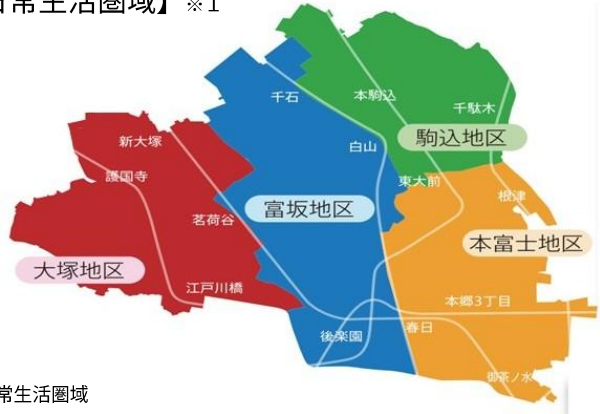 日常生活圏域】※1
千石
本駒込
千駄木
新大塚
白山
駒込地区
護国寺
東大前
根津
茗荷谷
富坂地区
本富士地区
大塚地区
江戸川橋
本郷3丁目
後楽園
春日
御茶ノ水
常生活圏域